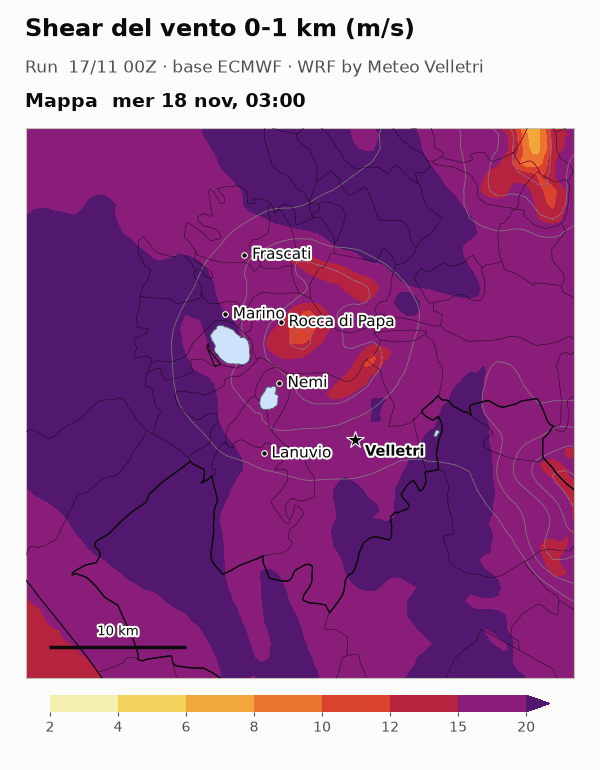 Shear del vento 0-1 km (m/s)
Run  17/11 00Z · base ECMWF · WRF by Meteo Velletri
Mappa  mer 18 nov, 03:00
Frascati
Marino
Rocca di Papa
Nemi
Velletri
Lanuvio
10 km
2 4 6 8 10 12 15 20